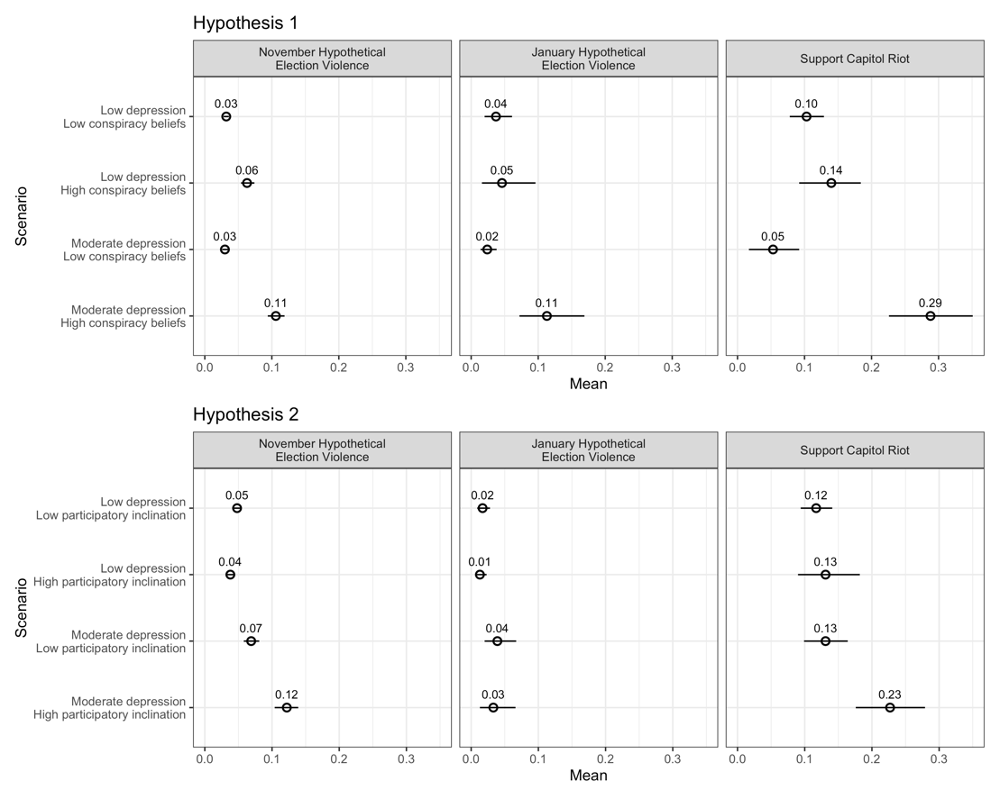 Hypothesis 1
November Hypothetical
Election Violence
January Hypothetical
Election Violence
Support Capitol Riot
Scenario
Low depression
Low conspiracy beliefs
0.03
0.04
0.10
Low depression
High conspiracy beliefs
0.06
0.05
0.14
Moderate depression
Low conspiracy beliefs
0.03
0.02
0.05
Moderate depression
High conspiracy beliefs
0.11
0.11
0.29
0.0 0.1 0.2 0.3
0.0 0.1 0.2 0.3
0.0 0.1 0.2 0.3
Mean
Hypothesis 2
November Hypothetical
Election Violence
January Hypothetical
Election Violence
Support Capitol Riot
Scenario
Low depression
Low participatory inclination
0.05
0.02
0.12
Low depression
High participatory inclination
0.04
0.01
0.13
Moderate depression
Low participatory inclination
0.07
0.04
0.13
Moderate depression
High participatory inclination
0.12
0.03
0.23
0.0 0.1 0.2 0.3
0.0 0.1 0.2 0.3
0.0 0.1 0.2 0.3
Mean